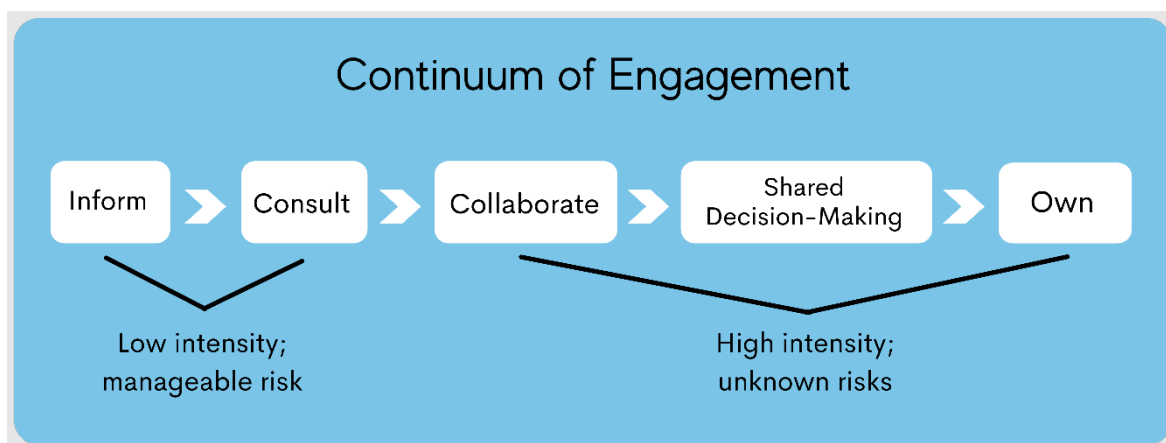 Continuum of Engagement
Inform
Consult
Collaborate
Shared
Decision-Making
Own
Low intensity;
manageable risk
High intensity;
unknown risks